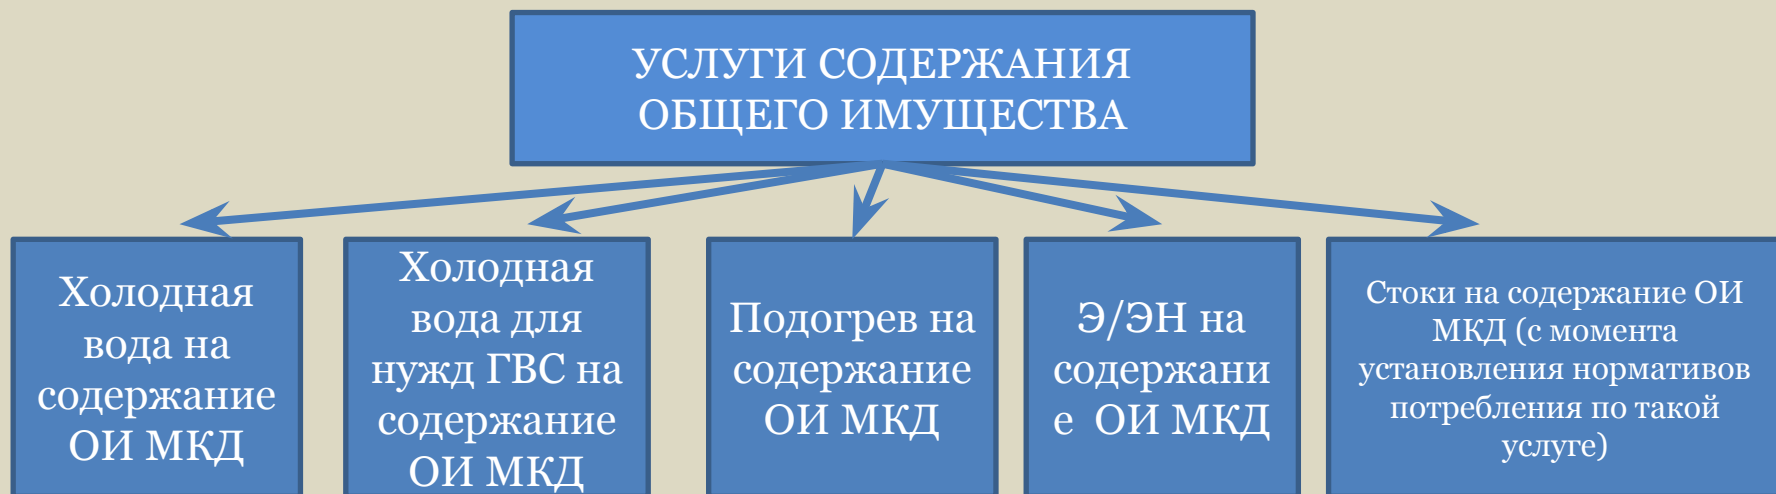 УСЛУГИ СОДЕРЖАНИЯ
ОБЩЕГО ИМУЩЕСТВА
Холодная
вода на
содержание
ОИ МКД
Холодная
вода для
нужд ГВС на
содержание
ОИ МКД
Подогрев на
содержание
ОИ МКД
Э/ЭН на
содержани
е ОИ МКД
Стоки на содержание ОИ
МКД (с момента
установления нормативов
потребления по такой
услуге)